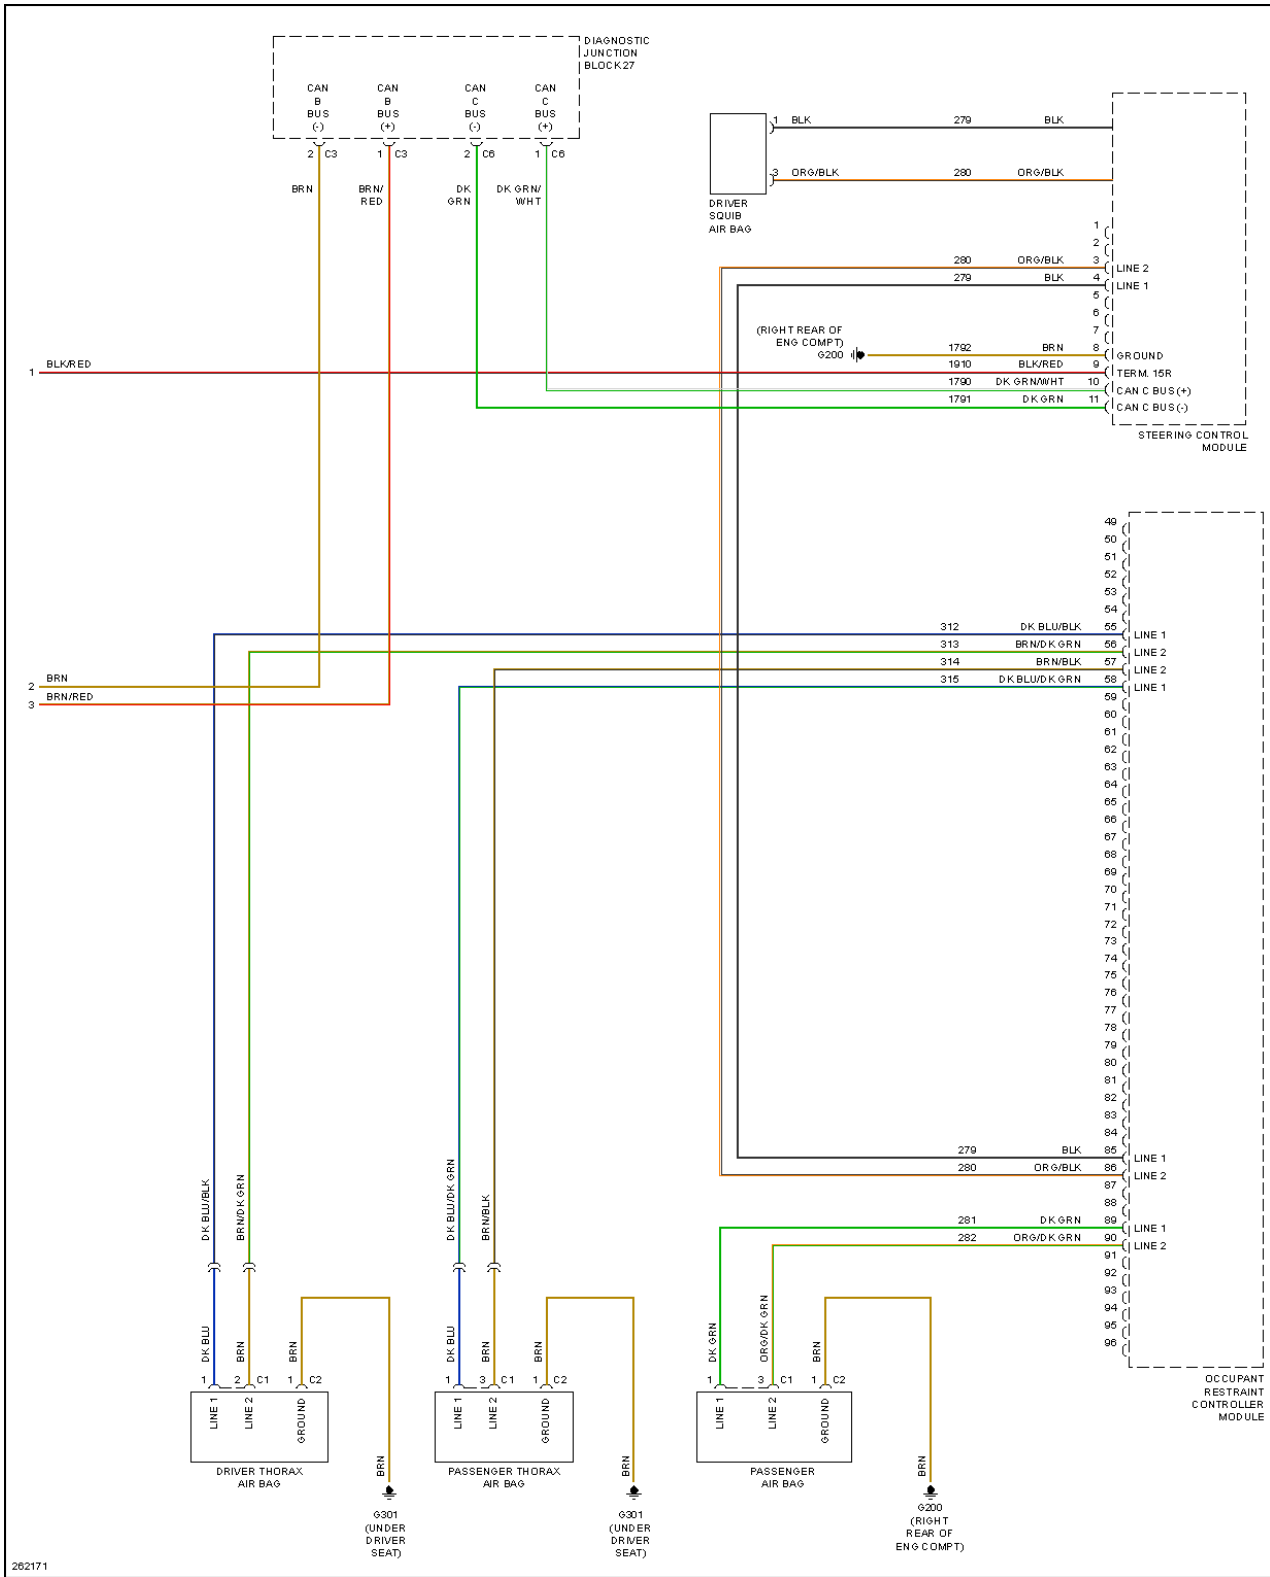 DIAGNOSTIC
JUNCTION
BLOCK27
CAN
B
BUS
(-)
CAN
B
BUS
(+)
CAN
C
BUS
(-)
CAN
C
BUS
(+)
2 C3
1 C3
2 C6
1 C6
BRN
BRN/
RED
DK
GRN
DK GRN/
WHT
1 BLK 279 BLK
3 ORG/BLK 280 ORG/BLK
DRIVER
SQUIB
AIR BAG
1
2
280 ORG/BLK 3 LINE 2
279 BLK 4 LINE 1
5
6
7
(RIGHT REAR OF
ENG COMPT)
G200
1792 BRN 8 GROUND
1910 BLK/RED 9 TERM. 15R
1790 DK GRN/WHT 10 CAN C BUS (+)
1791 DK GRN 11 CAN C BUS (-)
STEERING CONTROL
MODULE
1 BLK/RED
2 BRN
3 BRN/RED
49
50
51
52
53
54
312 DK BLU/BLK 55 LINE 1
313 BRN/DK GRN 56 LINE 2
314 BRN/BLK 57 LINE 2
315 DK BLU/DK GRN 58 LINE 1
59
60
61
62
63
64
65
66
67
68
69
70
71
72
73
74
75
76
77
78
79
80
81
82
83
84
279 BLK 85 LINE 1
280 ORG/BLK 86 LINE 2
87
88
281 DK GRN 89 LINE 1
282 ORG/DK GRN 90 LINE 2
91
92
93
94
95
96
OCCUPANT
RESTRAINT
CONTROLLER
MODULE
DK BLU/BLK
BRN/DK GRN
DK BLU/DK GRN
BRN/BLK
DK BLU
BRN
BRN
DK BLU
BRN
BRN
DK GRN
ORG/DK GRN
BRN
1 2 C1 1 C2
LINE 1
LINE 2
GROUND
DRIVER THORAX
AIR BAG
BRN
G301
(UNDER
DRIVER
SEAT)
1 3 C1 1 C2
LINE 1
LINE 2
GROUND
PASSENGER THORAX
AIR BAG
BRN
G301
(UNDER
DRIVER
SEAT)
1 3 C1 1 C2
LINE 1
LINE 2
GROUND
PASSENGER
AIR BAG
BRN
G200
(RIGHT
REAR OF
ENG COMPT)
262171